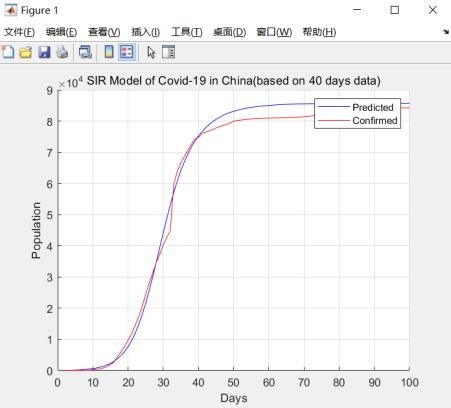 Figure 1
文件(F) 编辑(E) 查看(V) 插入(I) 工具(T) 桌面(D) 窗口(W) 帮助(H)
×10⁴ SIR Model of Covid-19 in China(based on 40 days data)
Predicted
Confirmed
9
8
7
6
5
4
3
2
1
0
Population
0 10 20 30 40 50 60 70 80 90 100
Days